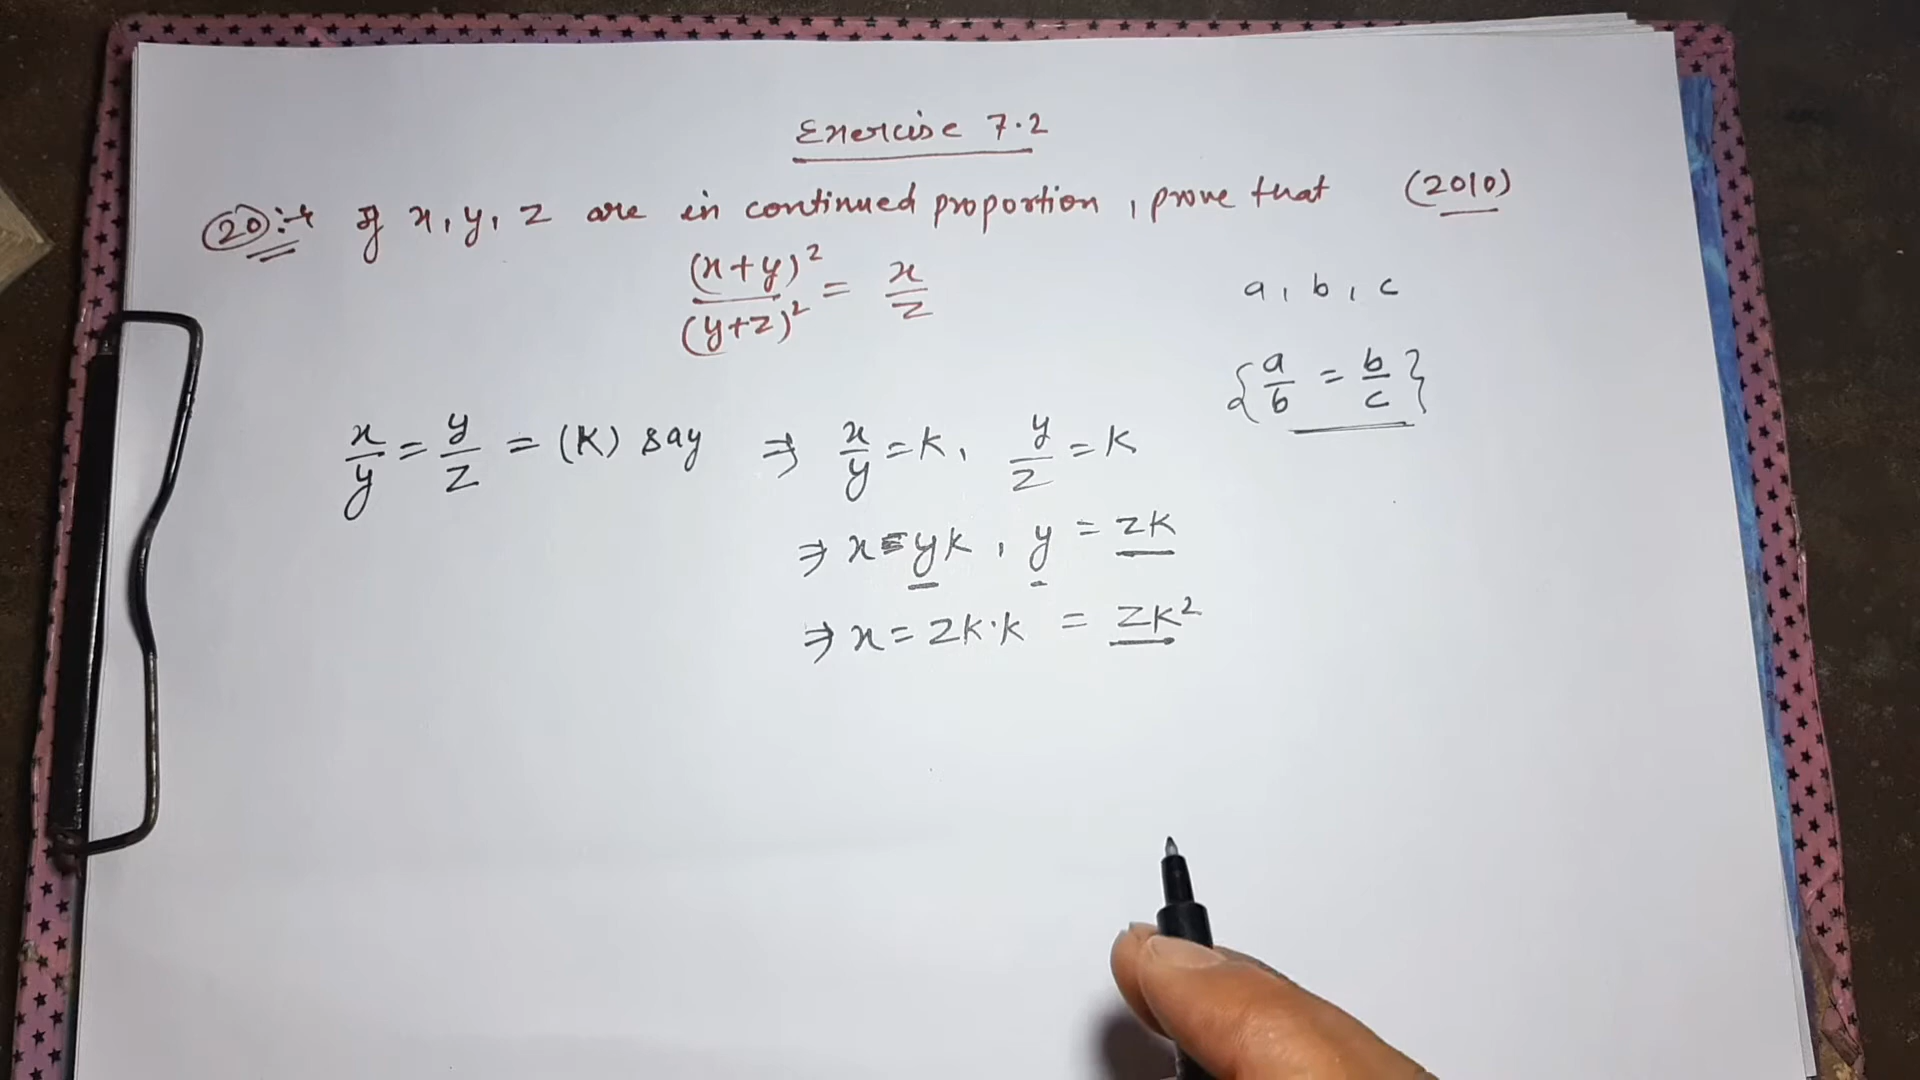 Exercise 7.2
(20):→ If x, y, z are in continued proportion, prove that (2010)
(x+y)²/(y+z)² = x/z
a, b, c
{a/b = b/c}
x/y = y/z = (K) say ⇒ x/y = K, y/z = K
⇒ x = yk, y = zk
⇒ x = zk·k = zk²